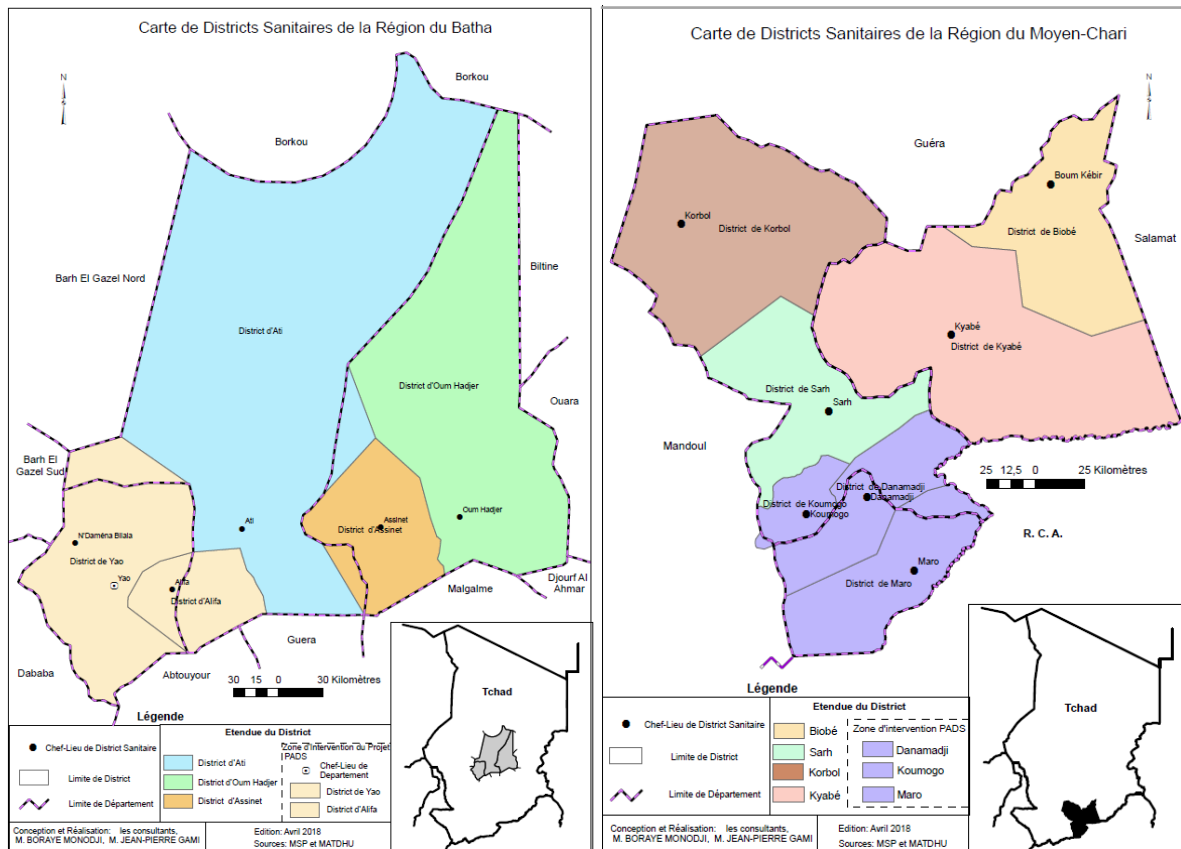 Carte de Districts Sanitaires de la Région du Batha
N
S
Borkou
Borkou
Barh El Gazel Nord
Biltine
District d'Ati
District d'Oum Hadjer
Ouara
Barh El
Gazel Sud
Ati
Assinet
District d'Assinet
Oum Hadjer
N'Daména Bilala
District de Yao
Yao
Alifa
District d'Alifa
Djourf Al
Ahmar
Malgalme
Guera
Dababa
Abtouyour
30 15 0 30 Kilomètres
Tchad
Légende
Chef-Lieu de District Sanitaire
Limite de District
Limite de Département
Etendue du District
District d'Ati
District d'Oum Hadjer
District d'Assinet
Zone d'Intervention du Projet
PADS
Chef-Lieu de
Département
District de Yao
District d'Alifa
Conception et Réalisation: les consultants,
M. BORAYE MONODJI, M. JEAN-PIERRE GAMI
Edition: Avril 2018
Sources: MSP et MATDHU
Carte de Districts Sanitaires de la Région du Moyen-Chari
N
S
Guéra
Boum Kébir
Korbol
District de Korbol
District de Biobé
Salamat
Kyabé
District de Kyabé
District de Sarh
Sarh
Mandoul
25 12,5 0 25 Kilomètres
District de Danamadji
Danamadji
District de Koumogo
Koumogo
R. C. A.
Maro
District de Maro
Tchad
Légende
Chef-Lieu de District Sanitaire
Limite de District
Limite de Département
Etendue du District
Biobé
Sarh
Korbol
Kyabé
Zone d'intervention PADS
Danamadji
Koumogo
Maro
Conception et Réalisation: les consultants,
M. BORAYE MONODJI, M. JEAN-PIERRE GAMI
Edition: Avril 2018
Sources: MSP et MATDHU